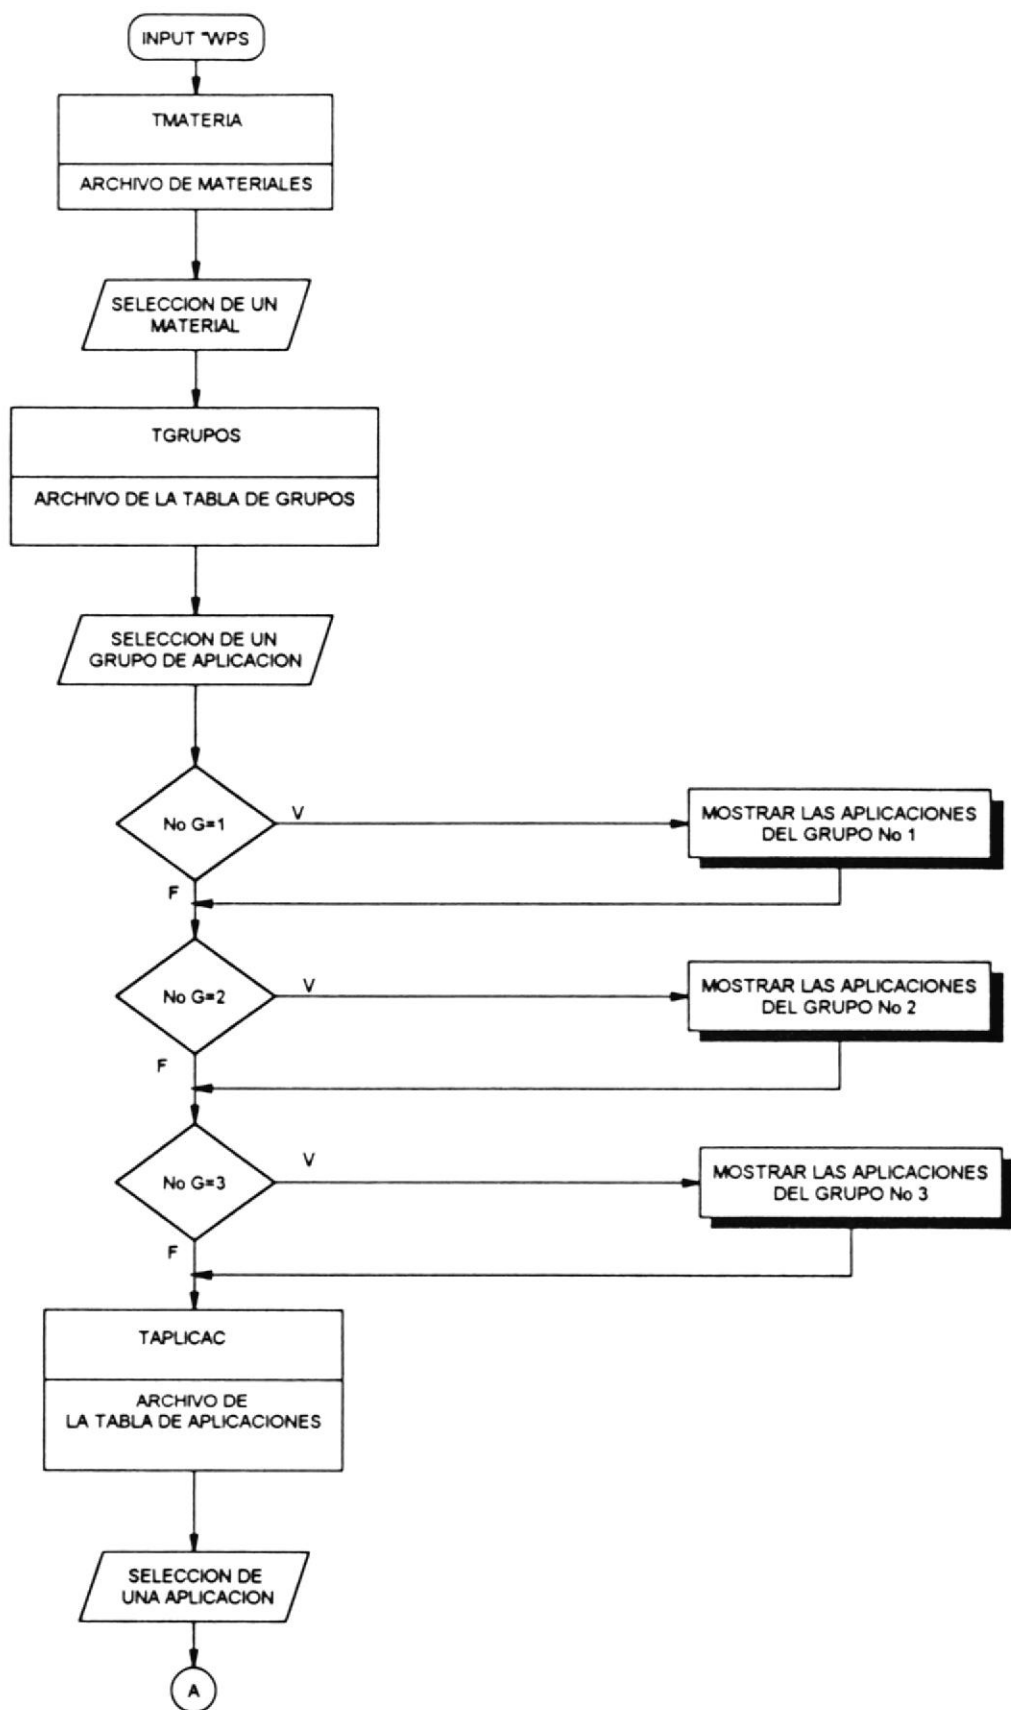 INPUT "WPS
TMATERIA
ARCHIVO DE MATERIALES
SELECCION DE UN
MATERIAL
TGRUPOS
ARCHIVO DE LA TABLA DE GRUPOS
SELECCION DE UN
GRUPO DE APLICACION
No G=1
V
MOSTRAR LAS APLICACIONES
DEL GRUPO No 1
F
No G=2
V
MOSTRAR LAS APLICACIONES
DEL GRUPO No 2
F
No G=3
V
MOSTRAR LAS APLICACIONES
DEL GRUPO No 3
F
TAPLICAC
ARCHIVO DE
LA TABLA DE APLICACIONES
SELECCION DE
UNA APLICACION
A